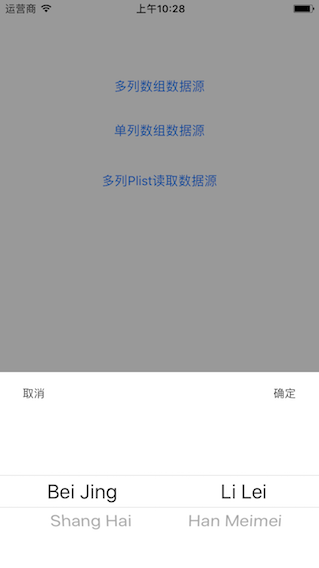 运营商 上午10:28
多列数组数据源
单列数组数据源
多列Plist读取数据源
取消 确定
Bei Jing Li Lei
Shang Hai Han Meimei